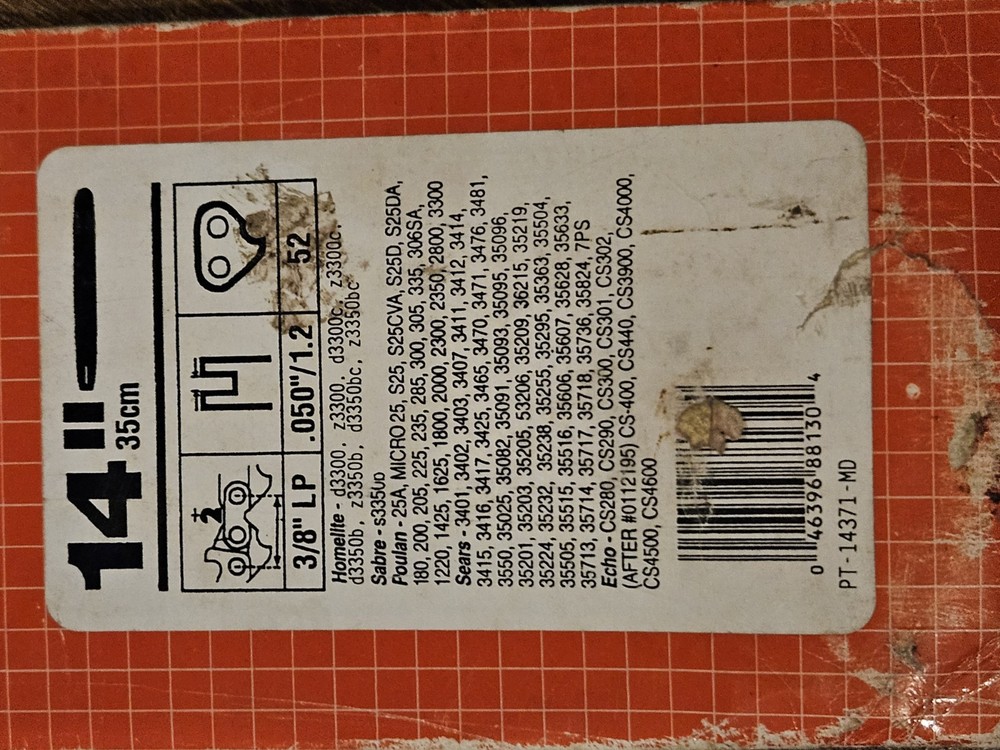 14"
35cm
2
3/8" LP .050"/1.2 52
Homelite - d3300, z3300, d3300c, z3300c,
d3350b, z3350b, d3350bc, z3350bc
Sabre - s335ob
Poulan - 25A, MICRO 25, S25, S25CVA, S25D, S25DA,
180, 200, 205, 225, 235, 285, 300, 305, 335, 306SA,
1220, 1425, 1625, 1800, 2000, 2300, 2350, 2800, 3300
Sears - 3401, 3402, 3403, 3407, 3411, 3412, 3414,
3415, 3416, 3417, 3425, 3465, 3470, 3471, 3476, 3481,
3550, 35025, 35082, 35091, 35093, 35095, 35096,
35201, 35203, 35205, 53206, 35209, 36215, 35219,
35224, 35232, 35238, 35255, 35295, 35363, 35504,
35505, 35515, 35516, 35606, 35607, 35628, 35633,
35713, 35714, 35717, 35718, 35736, 35824, 7PS
Echo - CS280, CS290, CS300, CS301, CS302,
(AFTER #0112195) CS-400, CS440, CS3900, CS4000,
CS4500, CS4600
0 46396 88130 4
PT-14371-MD